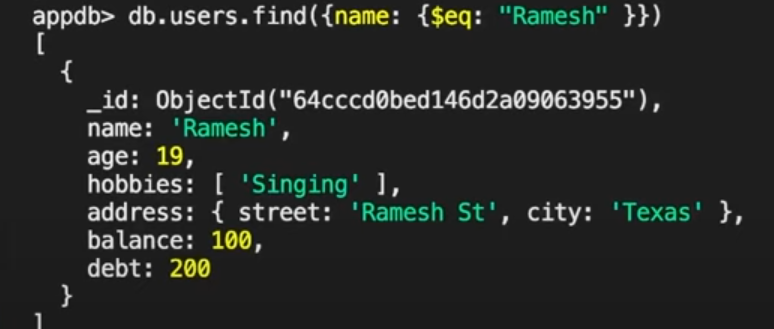 appdb> db.users.find({name: {$eq: "Ramesh" }})
[
{
_id: ObjectId("64cccd0bed146d2a09063955"),
name: 'Ramesh',
age: 19,
hobbies: [ 'Singing' ],
address: { street: 'Ramesh St', city: 'Texas' },
balance: 100,
debt: 200
}
]